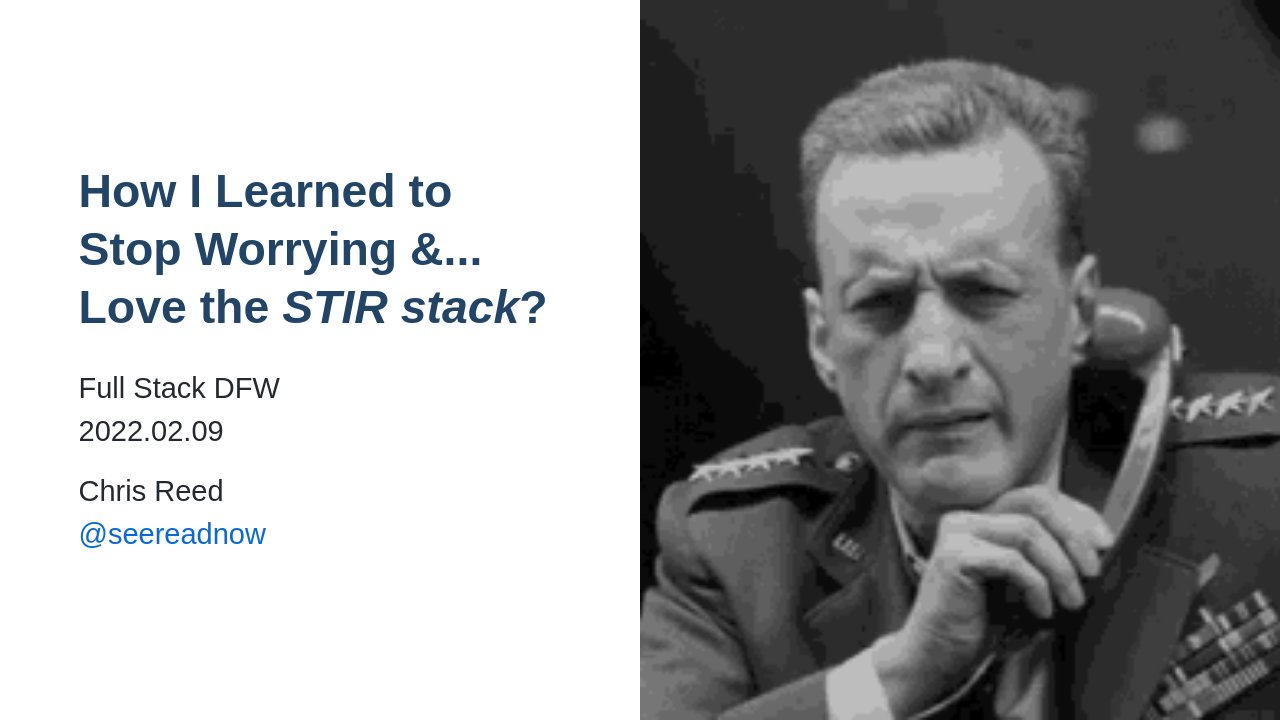 How I Learned to
Stop Worrying &...
Love the STIR stack?
Full Stack DFW
2022.02.09
Chris Reed
@seereadnow